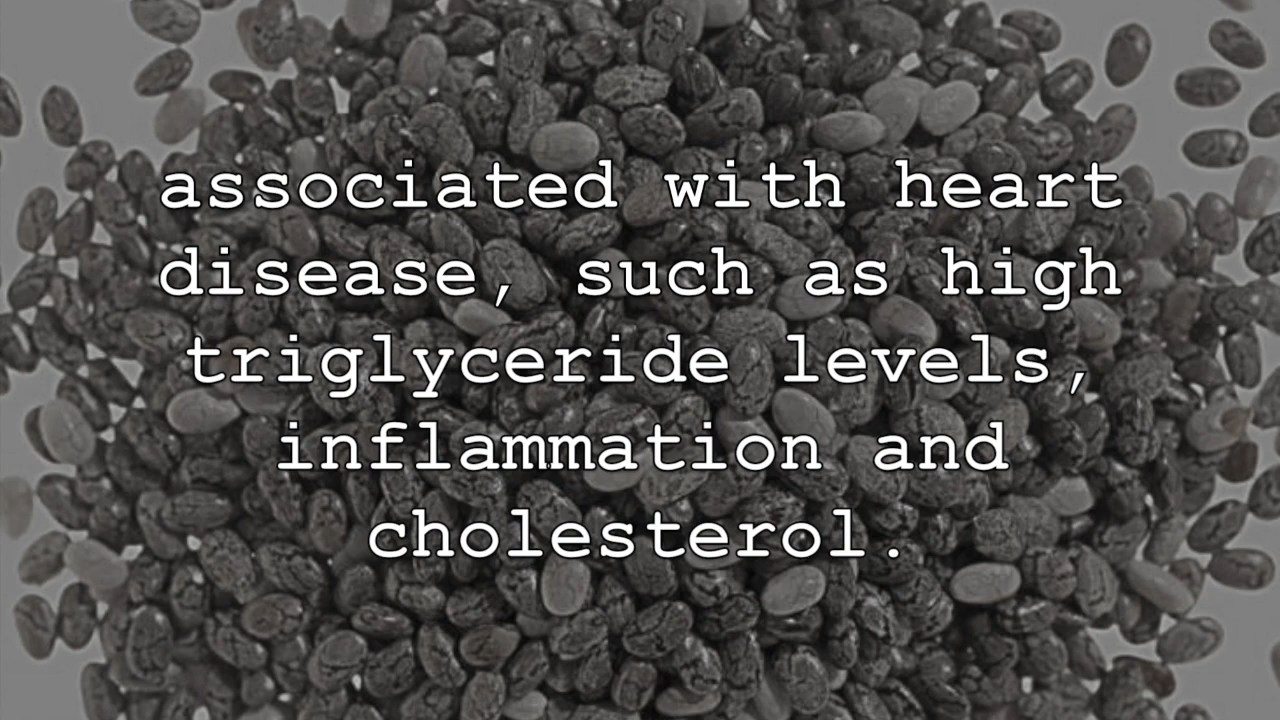 associated with heart
disease, such as high
triglyceride levels,
inflammation and
cholesterol.